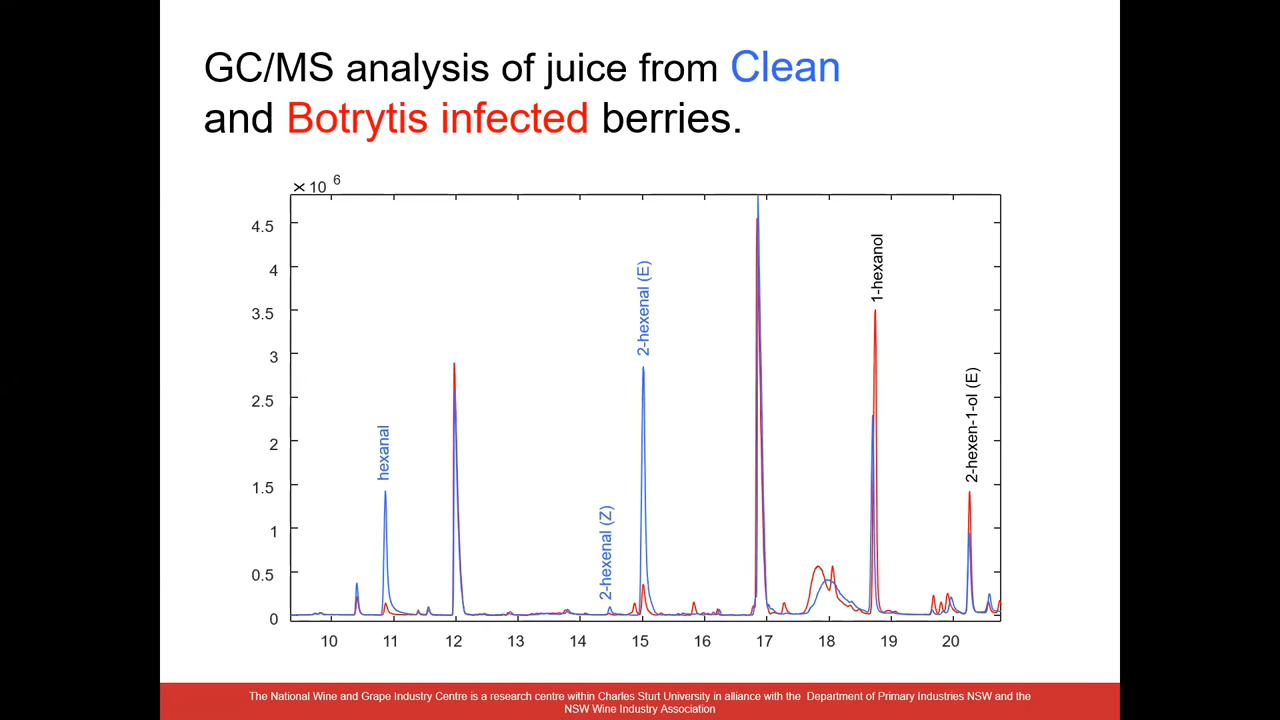 GC/MS analysis of juice from Clean
and Botrytis infected berries.
× 10 6
4.5
4
3.5
3
2.5
2
1.5
1
0.5
0
hexanal
2-hexenal (Z)
2-hexenal (E)
1-hexanol
2-hexen-1-ol (E)
10 11 12 13 14 15 16 17 18 19 20
The National Wine and Grape Industry Centre is a research centre within Charles Sturt University in alliance with the Department of Primary Industries NSW and the
NSW Wine Industry Association